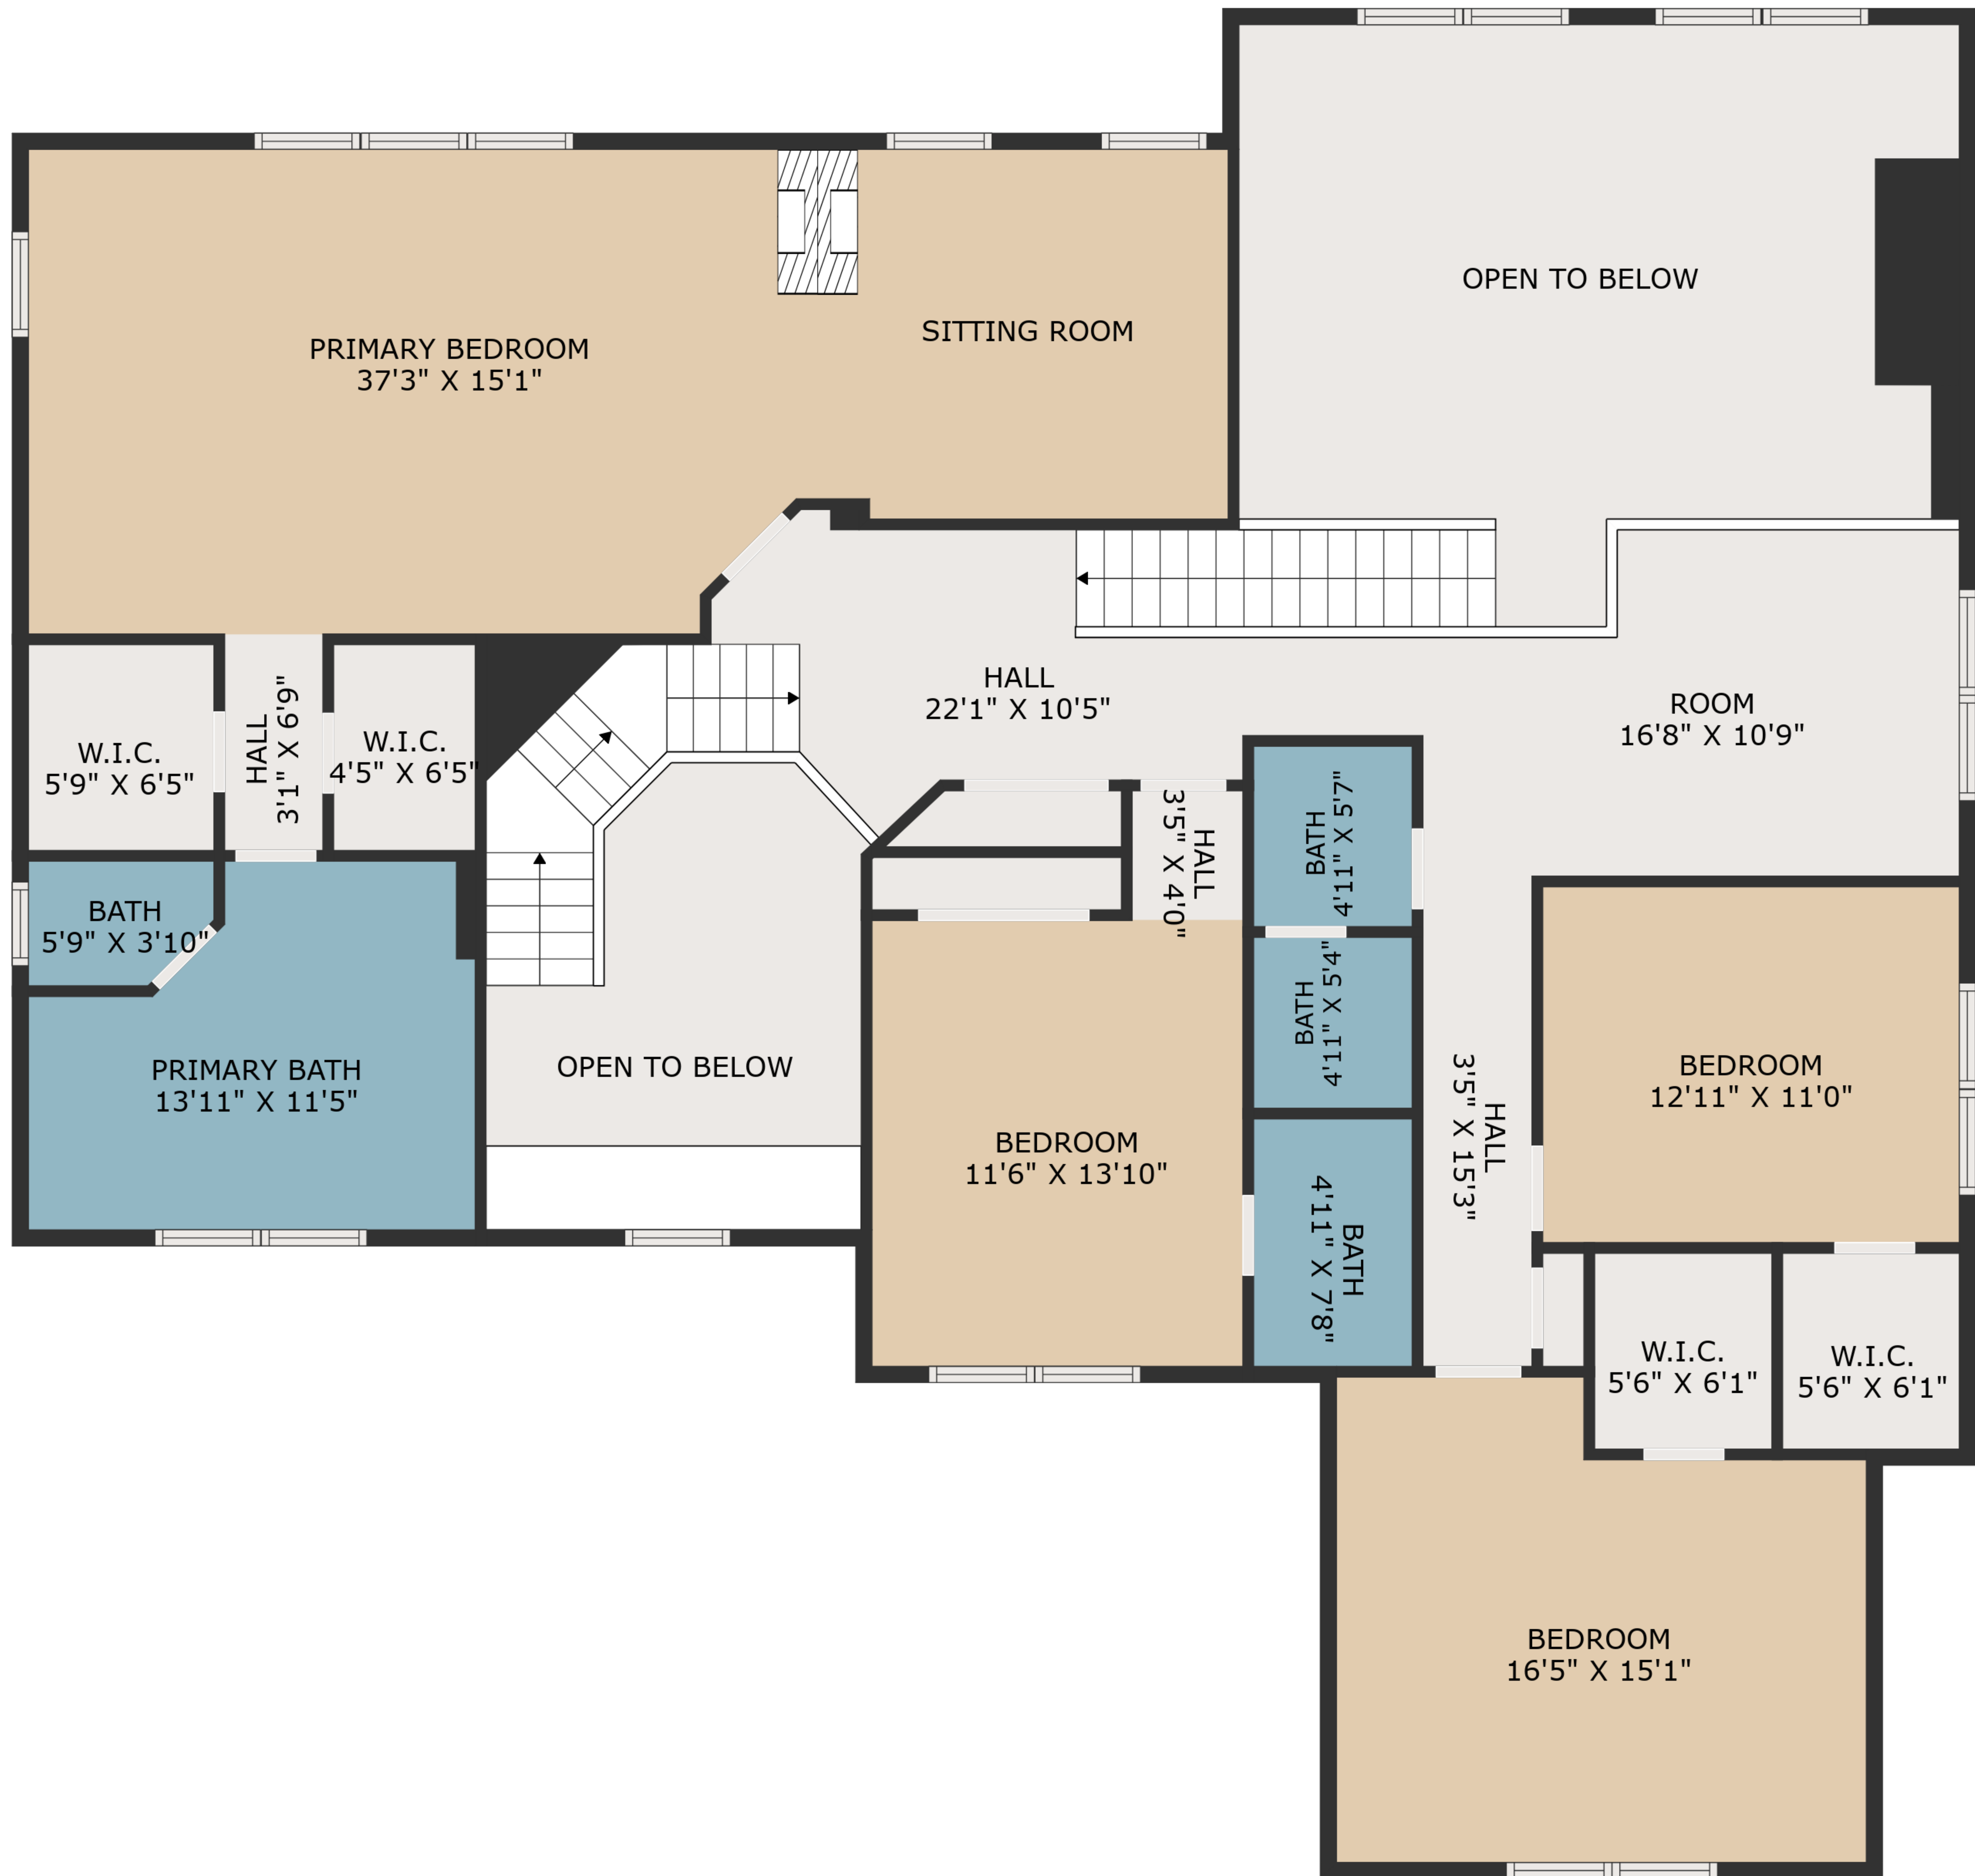 OPEN TO BELOW
SITTING ROOM
PRIMARY BEDROOM
37'3" X 15'1"
HALL
22'1" X 10'5"
ROOM
16'8" X 10'9"
W.I.C.
5'9" X 6'5"
HALL
3'1" X 6'9"
W.I.C.
4'5" X 6'5"
BATH
4'11" X 5'7"
HALL
3'5" X 4'0"
BATH
5'9" X 3'10"
BATH
4'11" X 5'4"
PRIMARY BATH
13'11" X 11'5"
OPEN TO BELOW
BEDROOM
12'11" X 11'0"
HALL
3'5" X 15'3"
BEDROOM
11'6" X 13'10"
BATH
4'11" X 7'8"
W.I.C.
5'6" X 6'1"
W.I.C.
5'6" X 6'1"
BEDROOM
16'5" X 15'1"